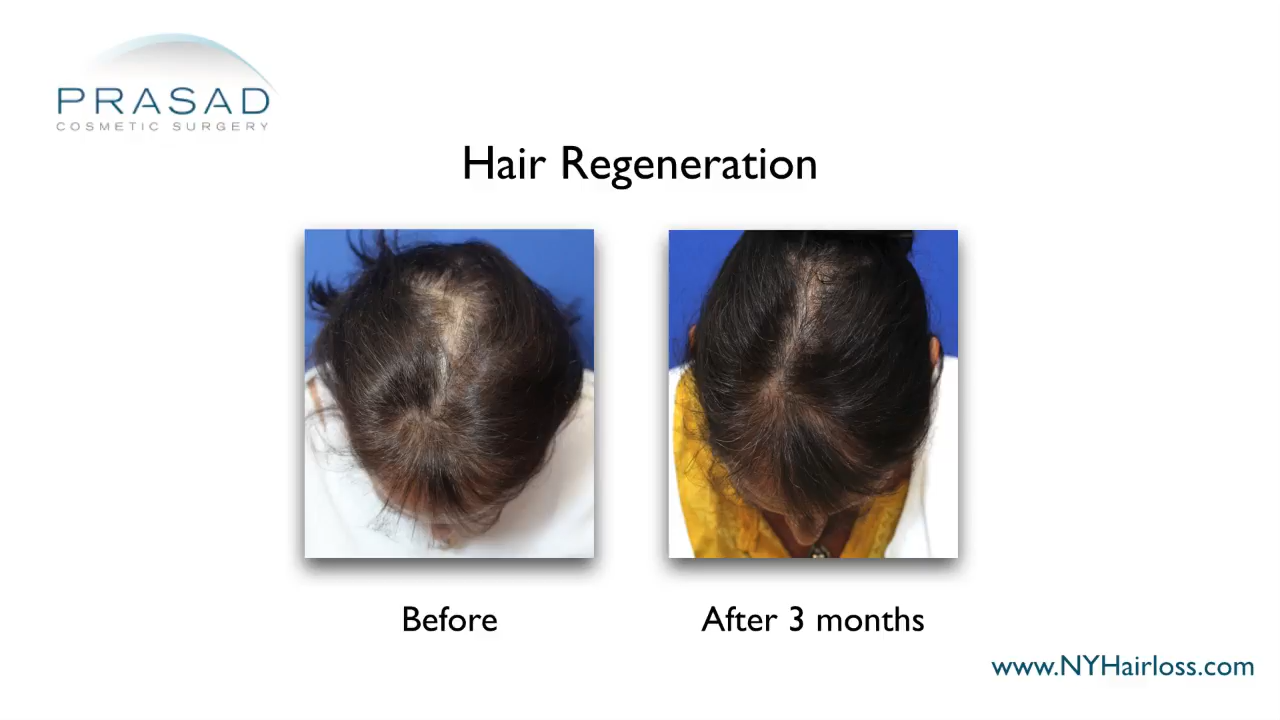 PRASAD
COSMETIC SURGERY
Hair Regeneration
Before
After 3 months
www.NYHairloss.com